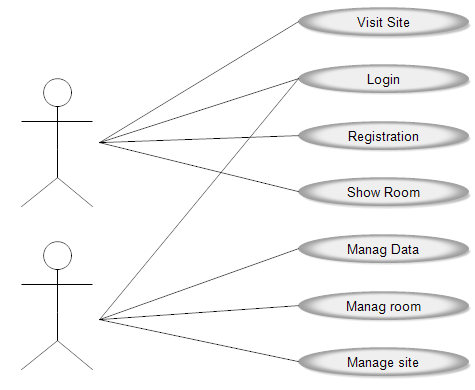 Visit Site
Login
Registration
Show Room
Manag Data
Manag room
Manage site